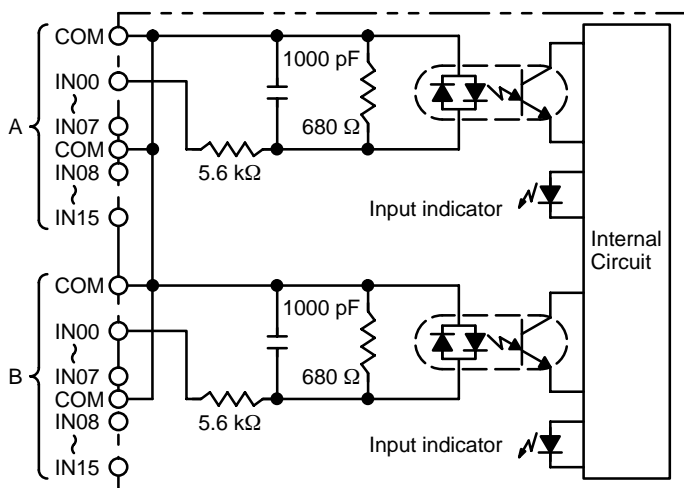 COM
IN00
1000 pF
A
IN07
680 Ω
COM
IN08
5.6 kΩ
Input indicator
IN15
Internal
Circuit
COM
IN00
1000 pF
B
IN07
680 Ω
COM
IN08
5.6 kΩ
Input indicator
IN15